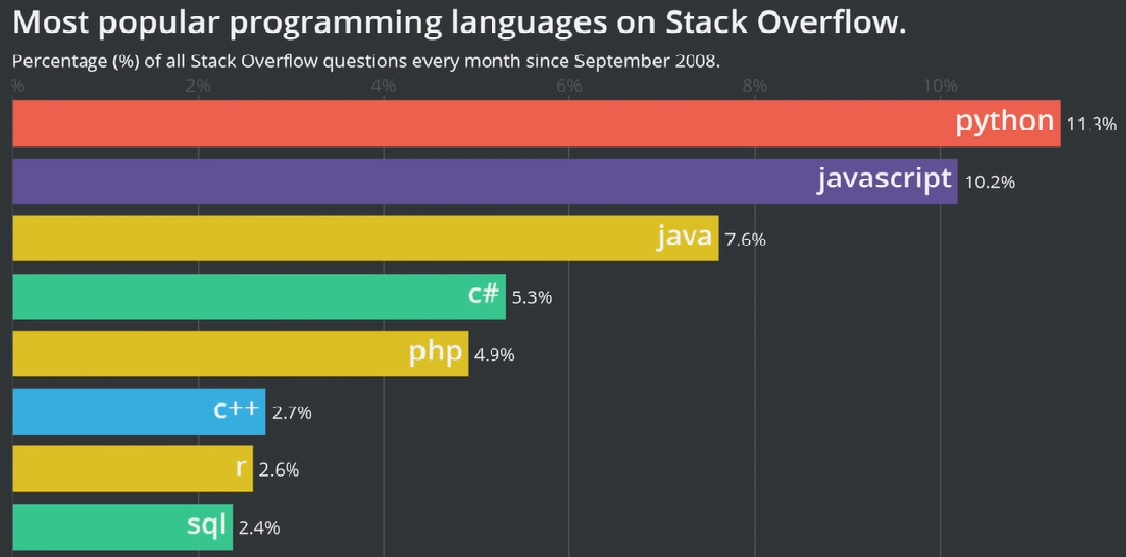 Most popular programming languages on Stack Overflow.
Percentage (%) of all Stack Overflow questions every month since September 2008.
% 2% 4% 6% 8% 10%
python 11.3%
javascript 10.2%
java 7.6%
c# 5.3%
php 4.9%
c++ 2.7%
r 2.6%
sql 2.4%